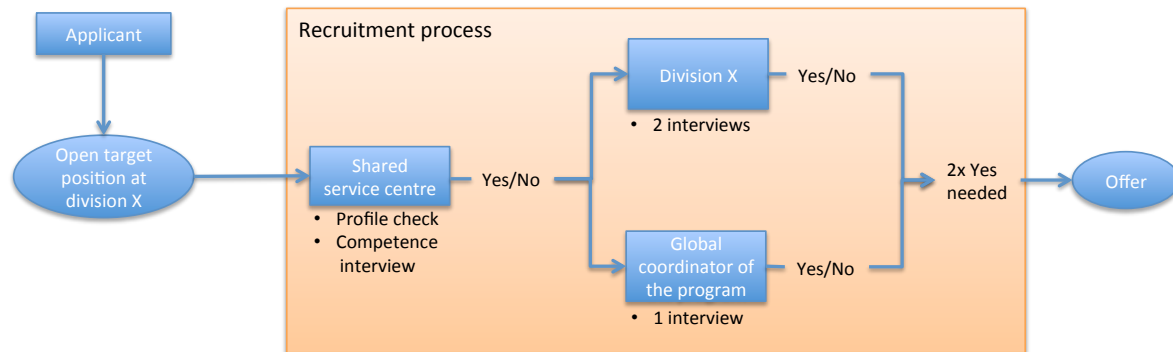 Applicant
Open target
position at
division X
Recruitment process
Shared
service centre
• Profile check
• Competence
interview
Yes/No
Division X
• 2 interviews
Yes/No
Global
coordinator of
the program
• 1 interview
Yes/No
2x Yes
needed
Offer